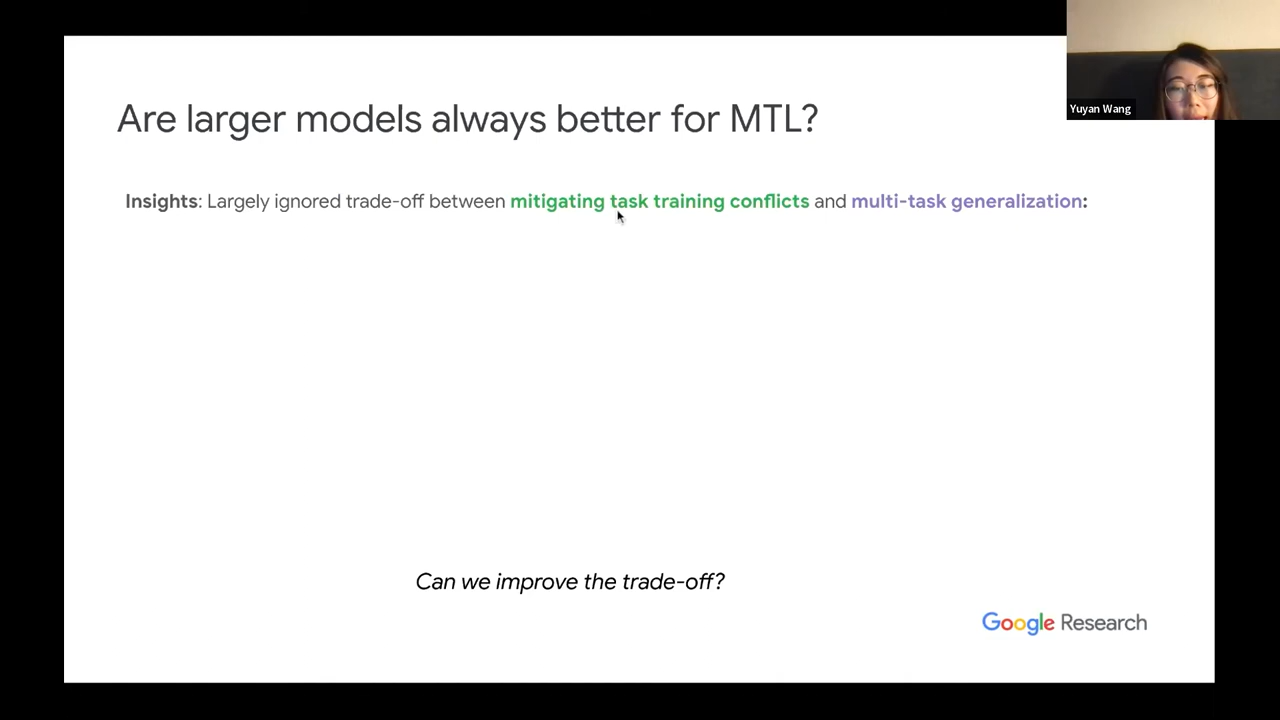 Are larger models always better for MTL?
Yuyan Wang
Insights: Largely ignored trade-off between mitigating task training conflicts and multi-task generalization:
Can we improve the trade-off?
Google Research